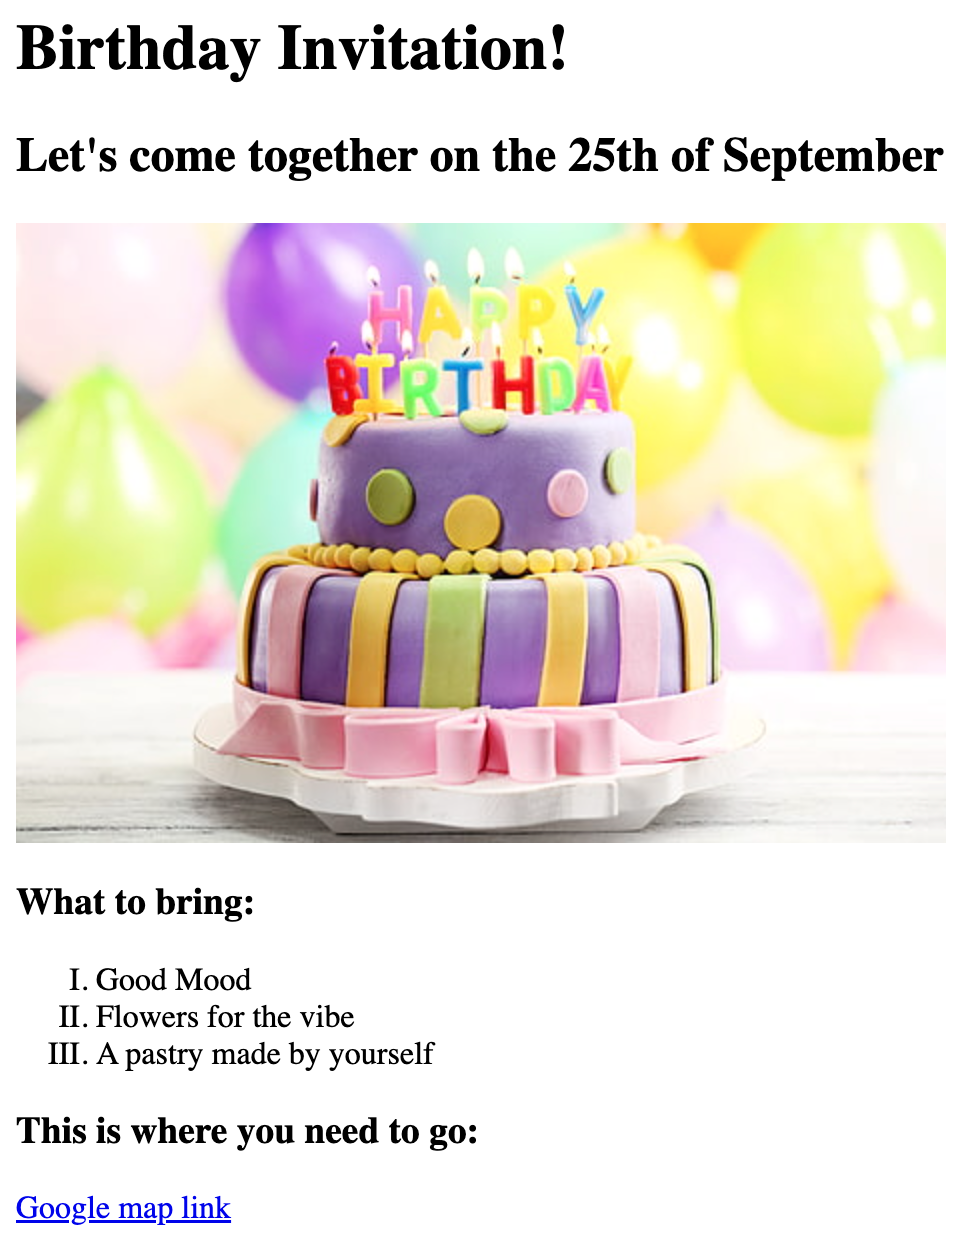 Birthday Invitation!
Let's come together on the 25th of September
HAPPY
BIRTHDAY
What to bring:
I. Good Mood
II. Flowers for the vibe
III. A pastry made by yourself
This is where you need to go:
Google map link